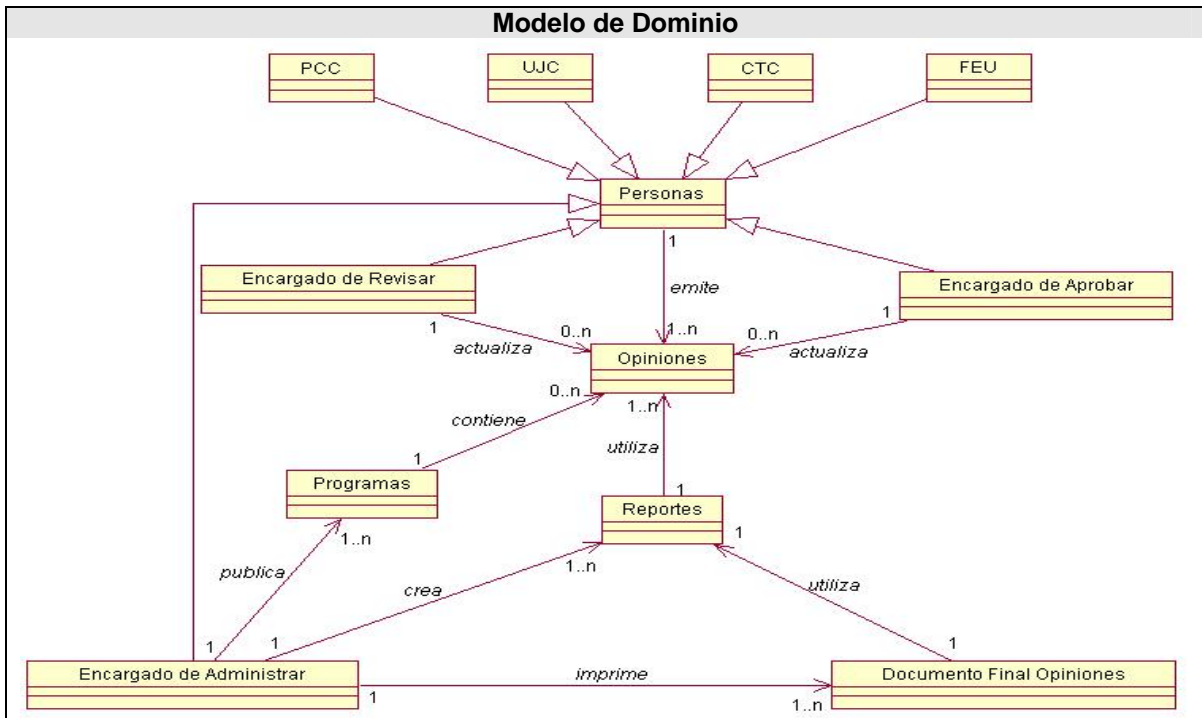 Modelo de Dominio
PCC
UJC
CTC
FEU
Personas
1
emite
1..n
Encargado de Revisar
Encargado de Aprobar
1
actualiza
0..n
1
actualiza
0..n
Opiniones
0..n
contiene
1
1..n
utiliza
1
Programas
Reportes
1..n
publica
1
1..n
crea
1
1
utiliza
1
Encargado de Administrar
1
imprime
1..n
Documento Final Opiniones